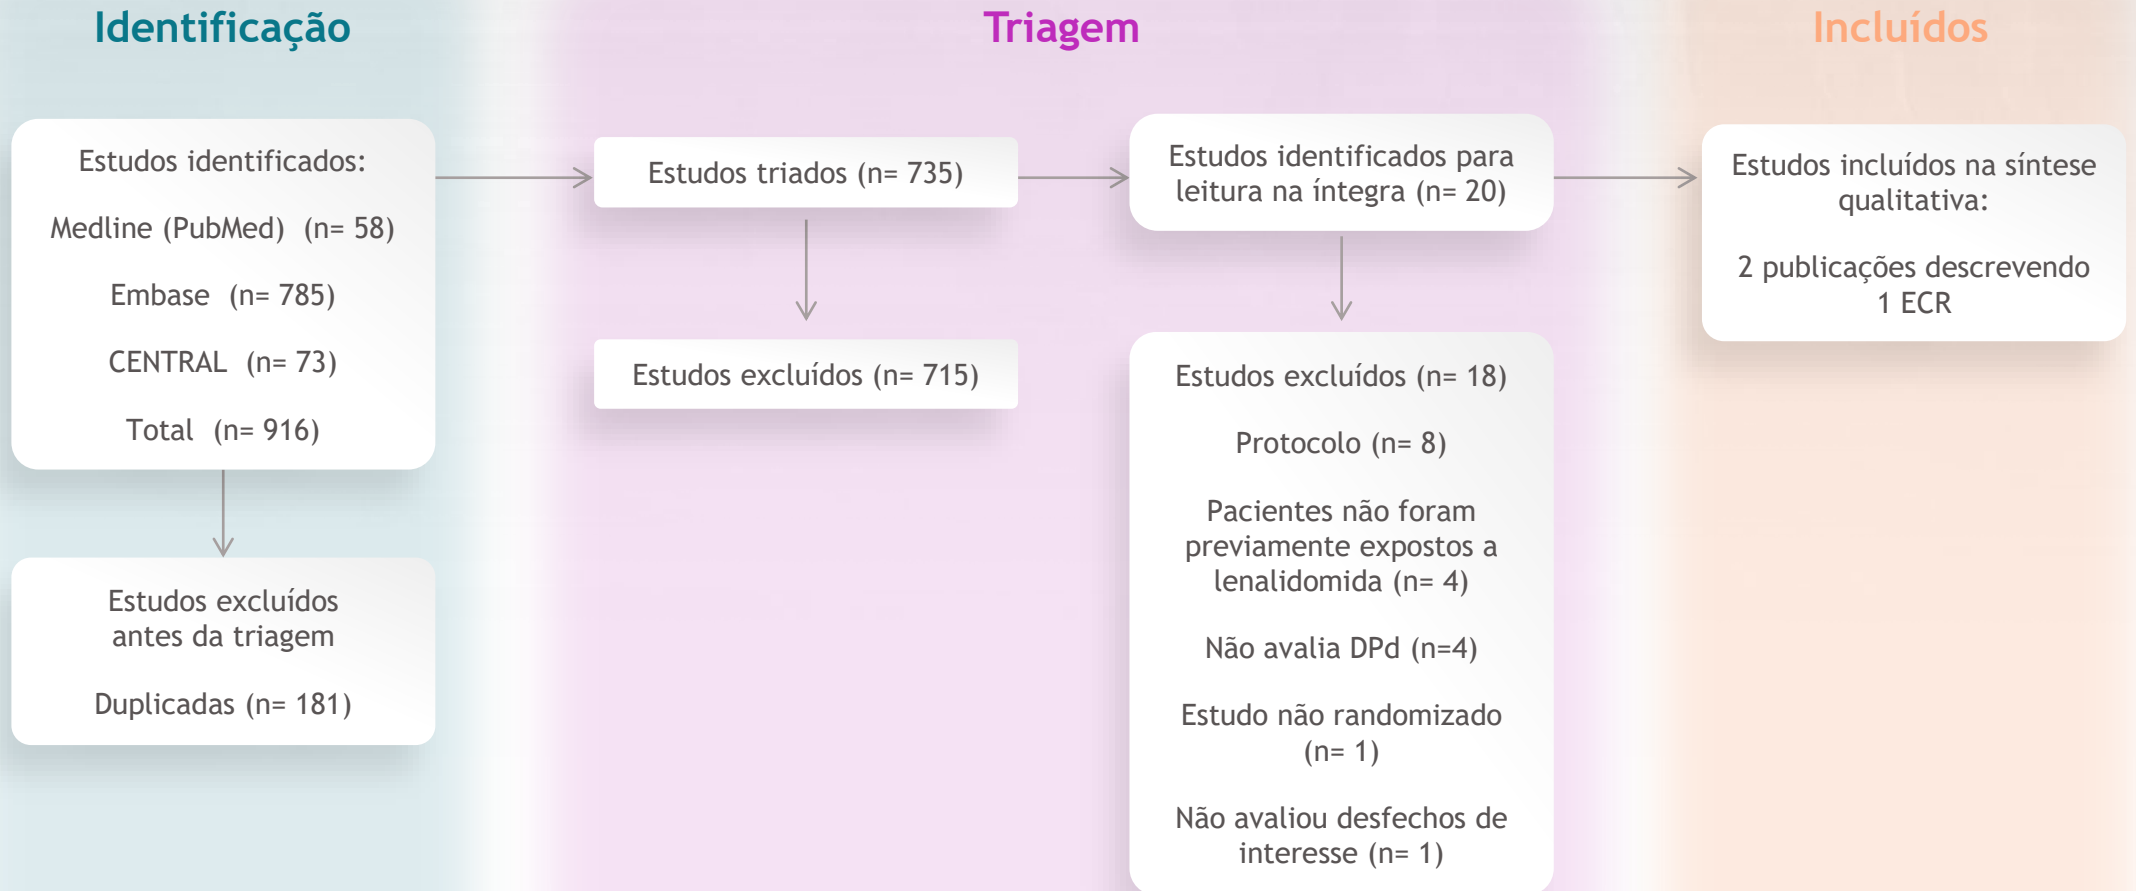 Identificação
Triagem
Incluídos
Estudos identificados:
Medline (PubMed) (n= 58)
Embase (n= 785)
CENTRAL (n= 73)
Total (n= 916)
Estudos excluídos
antes da triagem
Duplicadas (n= 181)
Estudos triados (n= 735)
Estudos excluídos (n= 715)
Estudos identificados para
leitura na íntegra (n= 20)
Estudos excluídos (n= 18)
Protocolo (n= 8)
Pacientes não foram
previamente expostos a
lenalidomida (n= 4)
Não avalia DPd (n=4)
Estudo não randomizado
(n= 1)
Não avaliou desfechos de
interesse (n= 1)
Estudos incluídos na síntese
qualitativa:
2 publicações descrevendo
1 ECR